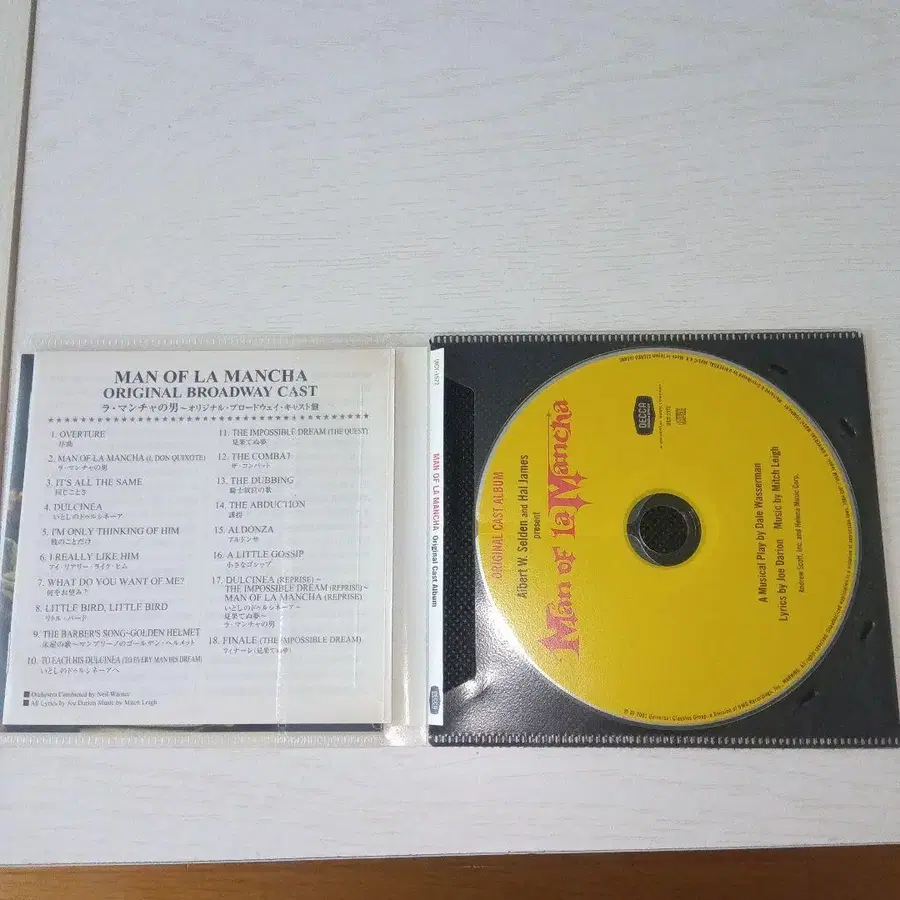 MAN OF LA MANCHA
ORIGINAL BROADWAY CAST
ラ・マンチャの男～オリジナル・ブロードウェイ・キャスト盤
1. OVERTURE
序曲
2. MAN OF LA MANCHA (I, DON QUIXOTE)
ラ・マンチャの男
3. IT'S ALL THE SAME
同じことさ
4. DULCINEA
いとしのドゥルシネーア
5. I'M ONLY THINKING OF HIM
6. I REALLY LIKE HIM
アイ・リアリー・ライク・ヒム
7. WHAT DO YOU WANT OF ME?
何をお望み?
8. LITTLE BIRD, LITTLE BIRD
リトル・バード
9. THE BARBER'S SONG~GOLDEN HELMET
床屋の歌～マンブリーノのゴールデン・ヘルメット
10. TO EACH HIS DULCINEA (TO EVERY MAN HIS DREAM)
いとしのドゥルシネーアへ
11. THE IMPOSSIBLE DREAM (THE QUEST)
見果てぬ夢
12. THE COMBAT
ザ・コンバット
13. THE DUBBING
騎士叙位の歌
14. THE ABDUCTION
誘拐
15. ALDONZA
アルドンサ
16. A LITTLE GOSSIP
小さなゴシップ
17. DULCINEA (REPRISE)~
THE IMPOSSIBLE DREAM (REPRISE)~
MAN OF LA MANCHA (REPRISE)
いとしのドゥルシネーア～
見果てぬ夢～
ラ・マンチャの男
18. FINALE (THE IMPOSSIBLE DREAM)
フィナーレ（見果てぬ夢）
■ Orchestra Conducted by Neil Warner
■ All Lyrics by Joe Darion Music by Mitch Leigh
MAN OF LA MANCHA Original Cast Album
DECCA
DECCA
ORIGINAL CAST ALBUM
Albert W. Selden and Hal James
present
Man of La Mancha
A Musical Play by Dale Wasserman
Lyrics by Joe Darion Music by Mitch Leigh
Andrew Scott, Inc. and Helena Music Corp.